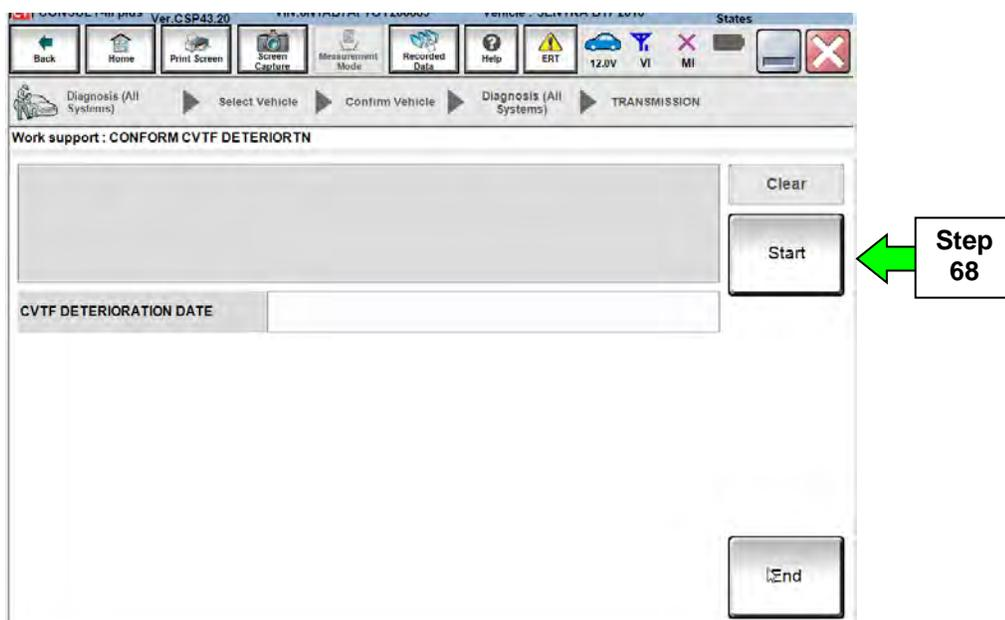 Ver.CSP43.20
States
Back
Home
Print Screen
Screen
Capture
Measurement
Mode
Recorded
Data
Help
ERT
12.0V
VI
MI
Diagnosis (All
Systems)
Select Vehicle
Confirm Vehicle
Diagnosis (All
Systems)
TRANSMISSION
Work support : CONFORM CVTF DETERIORTN
Clear
Start
Step
68
CVTF DETERIORATION DATE
End